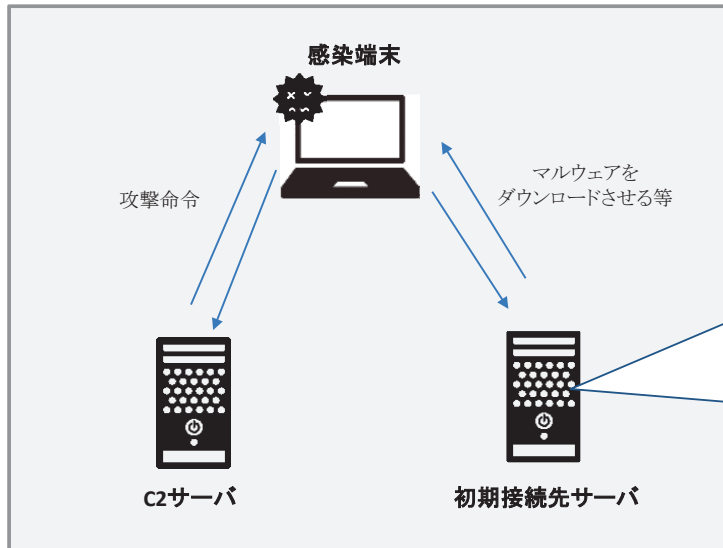 感染端末
攻撃命令
マルウェアを
ダウンロードさせる等
C2サーバ
初期接続先サーバ